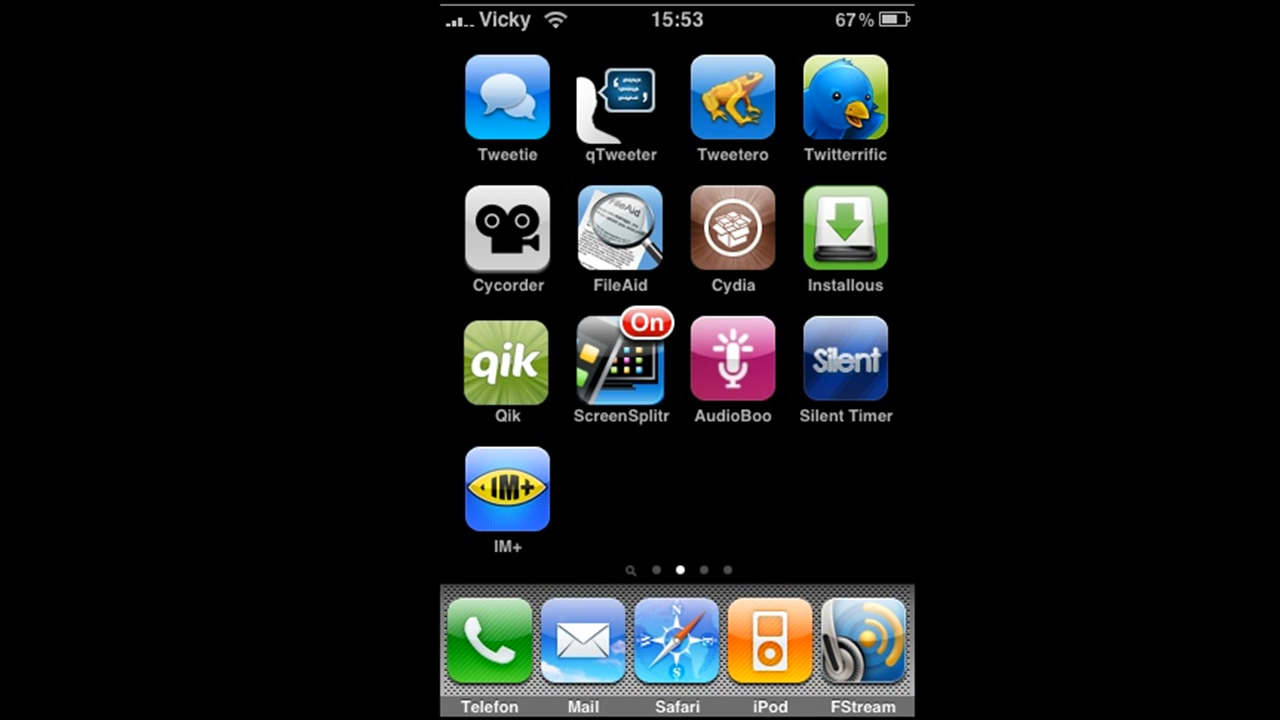 Vicky 15:53 67%
Tweetie qTweeter Tweetero Twitterrific
FileAid
Cycorder FileAid Cydia Installous
On
qik Silent
Qik ScreenSplitr AudioBoo Silent Timer
IM+
IM+
N
W E
S
Telefon Mail Safari iPod FStream